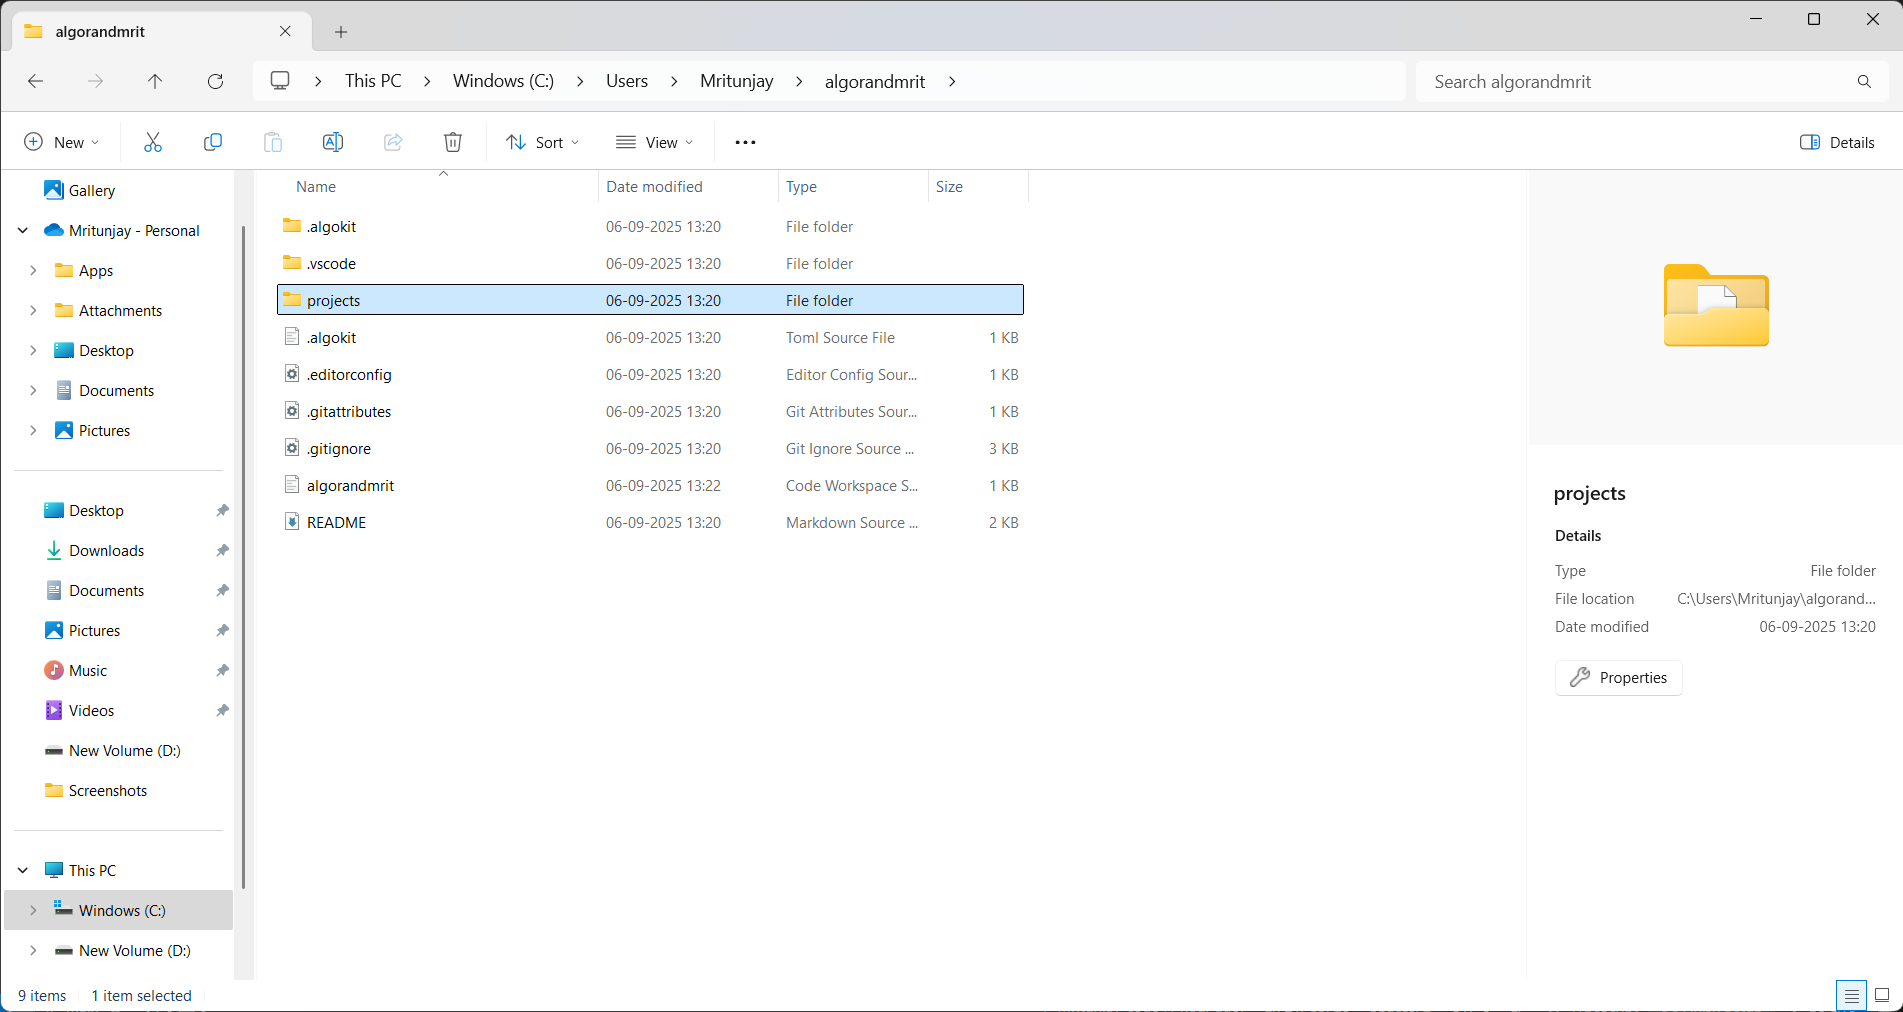 algorandmrit
This PC > Windows (C:) > Users > Mritunjay > algorandmrit >
Search algorandmrit
New
Sort
View
Details
Gallery
Mritunjay - Personal
Apps
Attachments
Desktop
Documents
Pictures
Desktop
Downloads
Documents
Pictures
Music
Videos
New Volume (D:)
Screenshots
This PC
Windows (C:)
New Volume (D:)
Name Date modified Type Size
.algokit 06-09-2025 13:20 File folder
.vscode 06-09-2025 13:20 File folder
projects 06-09-2025 13:20 File folder
.algokit 06-09-2025 13:20 Toml Source File 1 KB
.editorconfig 06-09-2025 13:20 Editor Config Sour... 1 KB
.gitattributes 06-09-2025 13:20 Git Attributes Sour... 1 KB
.gitignore 06-09-2025 13:20 Git Ignore Source ... 3 KB
algorandmrit 06-09-2025 13:22 Code Workspace S... 1 KB
README 06-09-2025 13:20 Markdown Source ... 2 KB
projects
Details
Type File folder
File location C:\Users\Mritunjay\algorand...
Date modified 06-09-2025 13:20
Properties
9 items 1 item selected